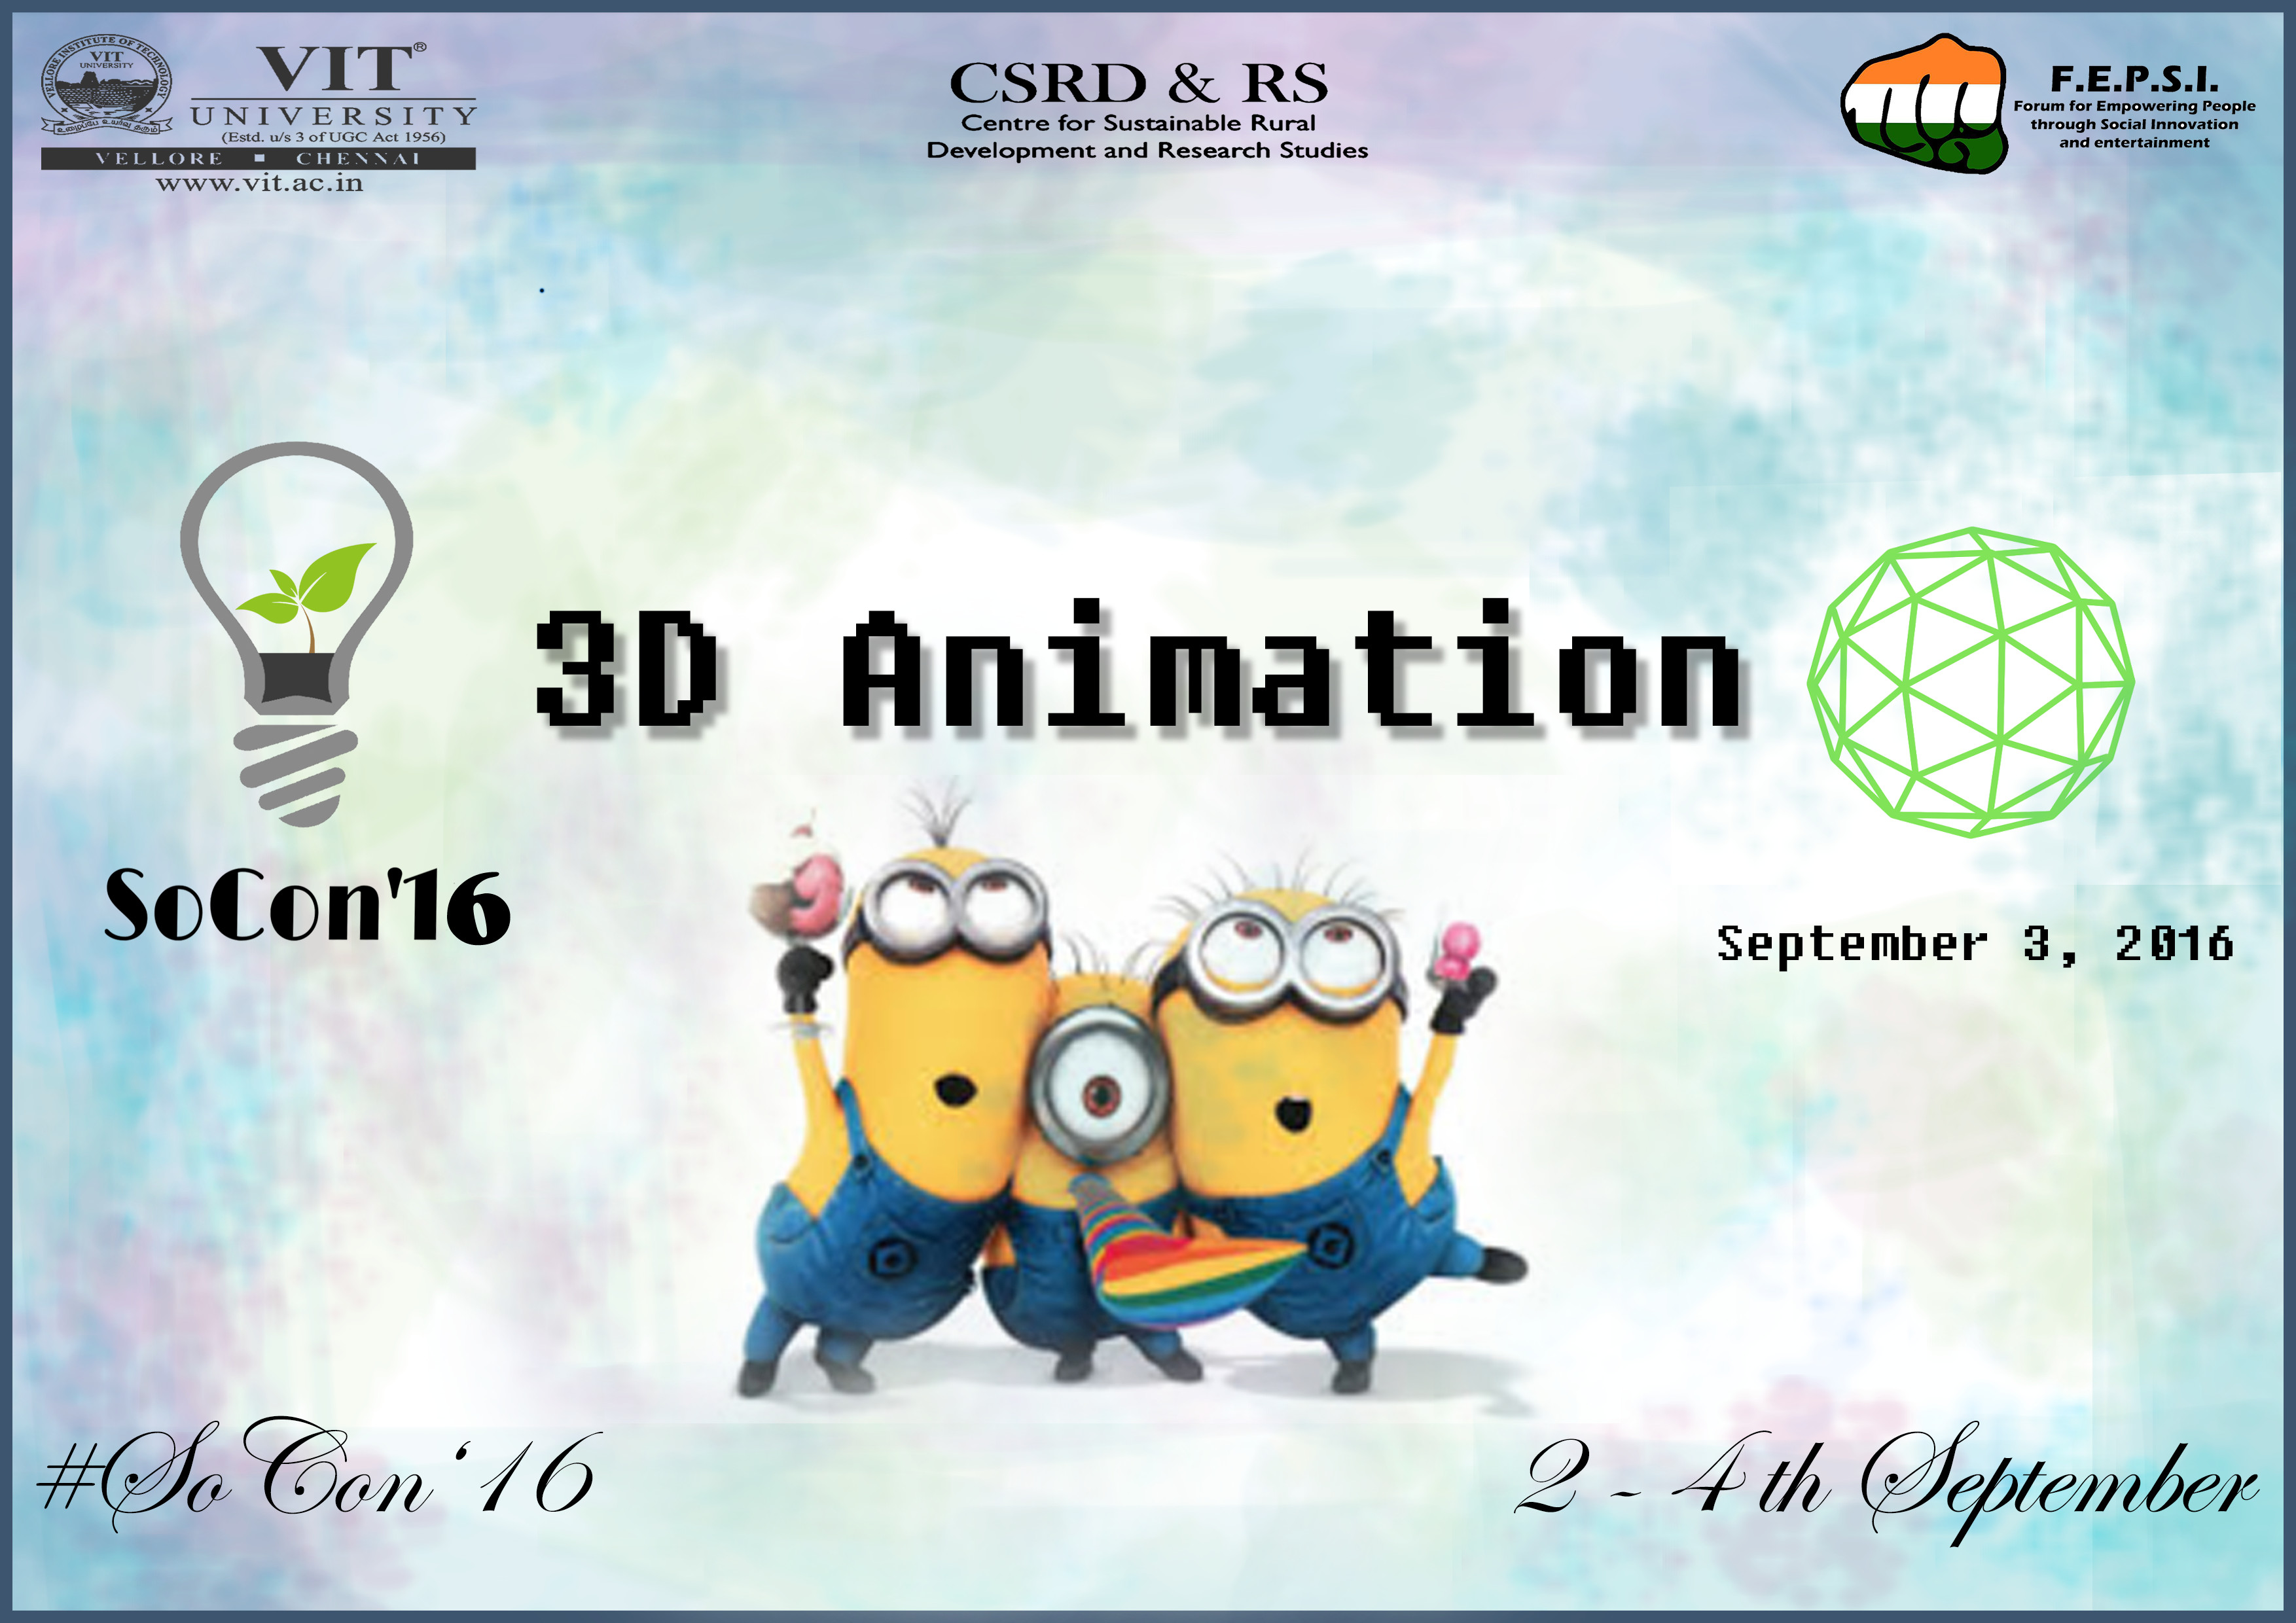 VELLORE INSTITUTE OF TECHNOLOGY
VIT
UNIVERSITY
VIT®
UNIVERSITY
(Estd. u/s 3 of UGC Act 1956)
VELLORE ▪ CHENNAI
www.vit.ac.in
CSRD & RS
Centre for Sustainable Rural
Development and Research Studies
F.E.P.S.I.
Forum for Empowering People
through Social Innovation
and entertainment
3D Animation
SoCon'16
September 3, 2016
#SoCon‘16
2 - 4th September